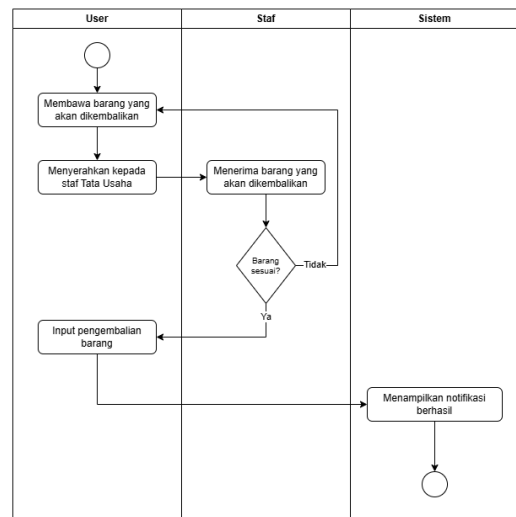 User
Staf
Sistem
Membawa barang yang
akan dikembalikan
Menyerahkan kepada
staf Tata Usaha
Menerima barang yang
akan dikembalikan
Barang
sesuai?
Tidak
Ya
Input pengembalian
barang
Menampilkan notifikasi
berhasil